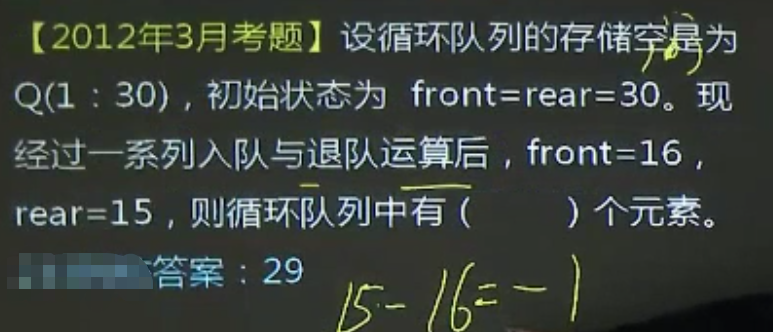 【2012年3月考题】设循环队列的存储空是为
Q(1：30)，初始状态为 front=rear=30。现
经过一系列入队与退队运算后，front=16，
rear=15，则循环队列中有（　　）个元素。
答案：29
15-16=-1